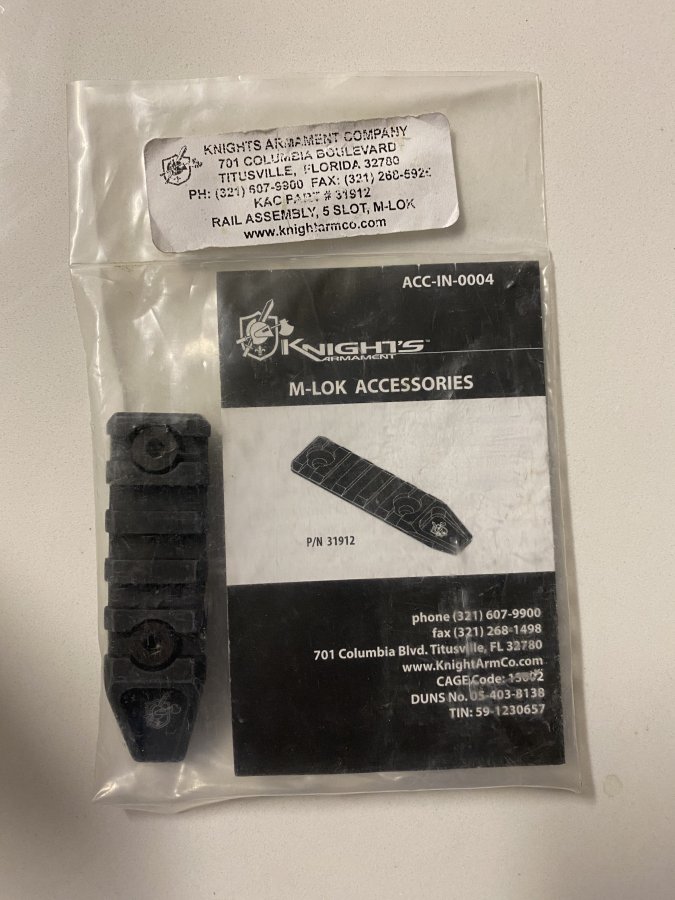 KNIGHTS ARMAMENT COMPANY
701 COLUMBIA BOULEVARD
TITUSVILLE, FLORIDA 32780
PH: (321) 607-9900 FAX: (321)
KAC PART # 31912
RAIL ASSEMBLY, 5 SLOT, M-LOK
www.knightarmco.com
ACC-IN-0004
KNIGHT'S
ARMAMENT
M-LOK ACCESSORIES
P/N 31912
phone (321) 607-9900
fax (321) 268-1498
701 Columbia Blvd. Titusville, FL 32780
www.KnightArmCo.com
CAGE Code:
DUNS No. 05-403-8138
TIN: 59-1230657